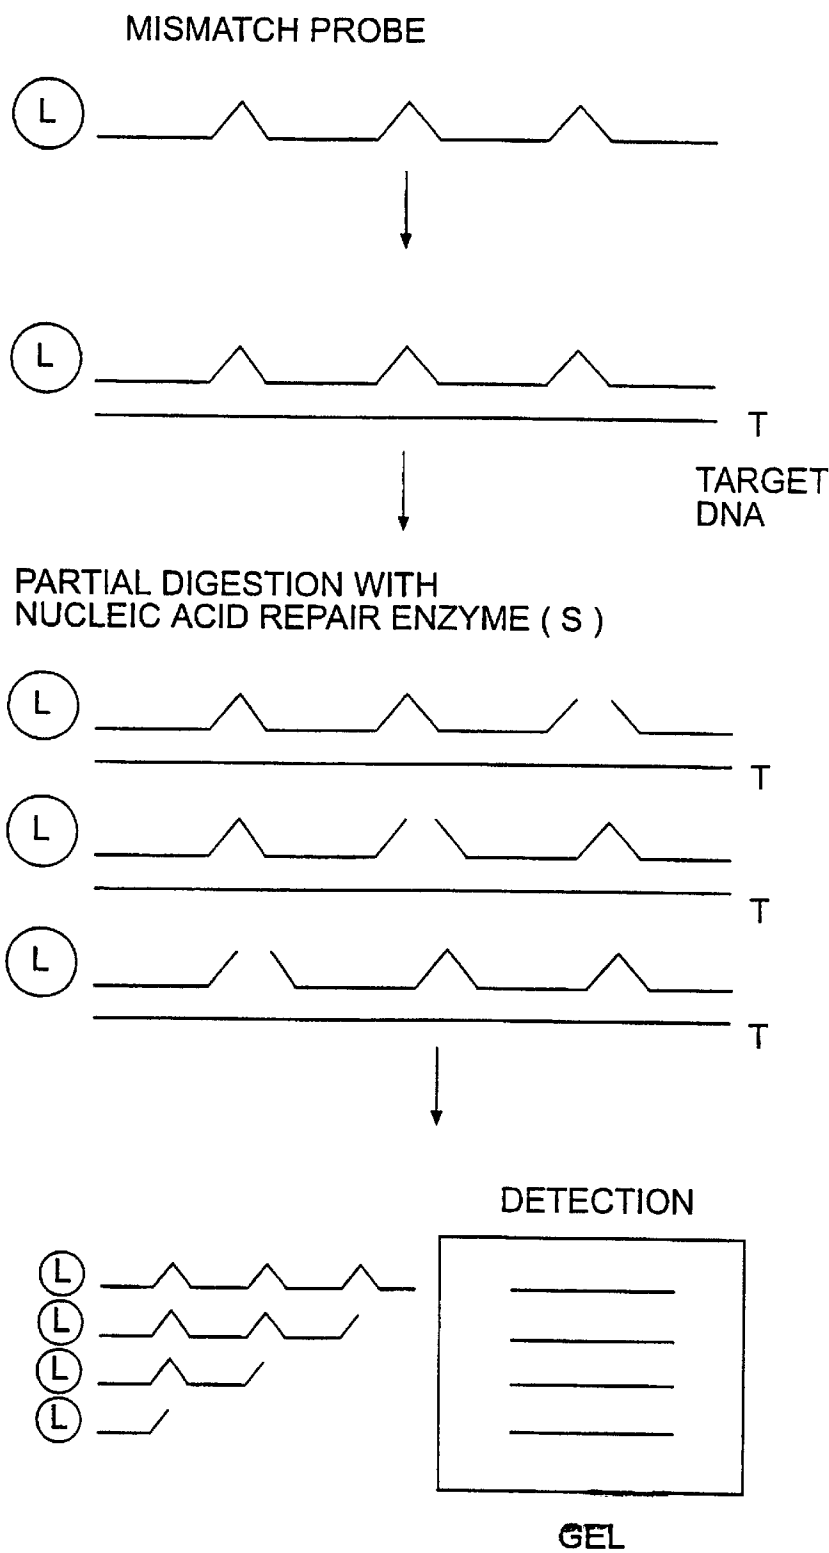 MISMATCH PROBE
L
L
T
TARGET
DNA
PARTIAL DIGESTION WITH
NUCLEIC ACID REPAIR ENZYME ( S )
L
T
L
T
L
T
DETECTION
L
L
L
L
GEL